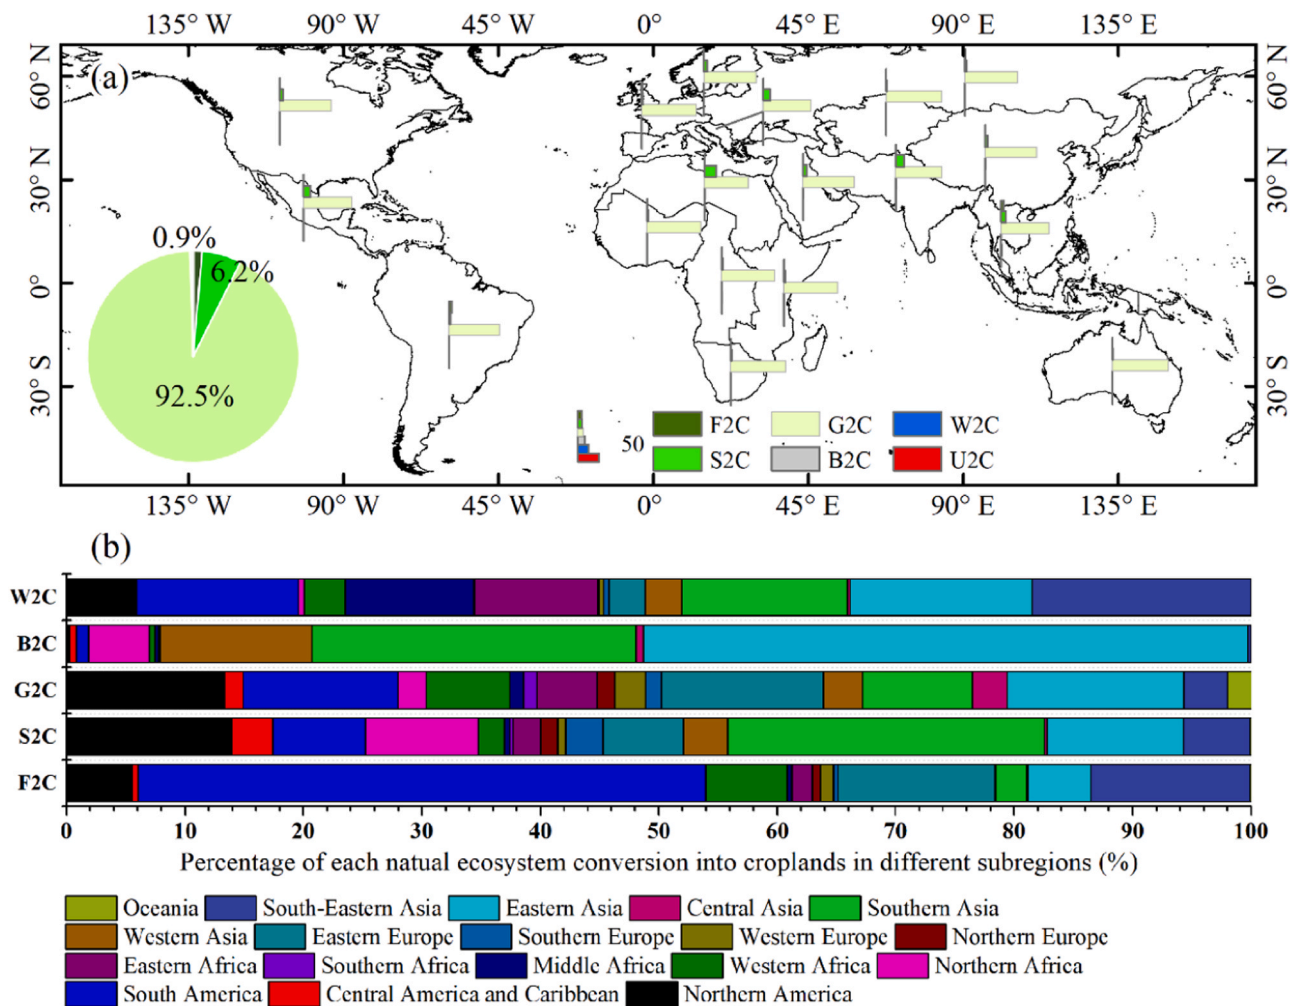 135° W 90° W 45° W 0° 45° E 90° E 135° E
(a)
60° N 60° N
30° N 30° N
0° 0°
30° S 30° S
0.9%
6.2%
92.5%
50
F2C G2C W2C
S2C B2C U2C
135° W 90° W 45° W 0° 45° E 90° E 135° E
(b)
W2C
B2C
G2C
S2C
F2C
0 10 20 30 40 50 60 70 80 90 100
Percentage of each natual ecosystem conversion into croplands in different subregions (%)
Oceania South-Eastern Asia Eastern Asia Central Asia Southern Asia
Western Asia Eastern Europe Southern Europe Western Europe Northern Europe
Eastern Africa Southern Africa Middle Africa Western Africa Northern Africa
South America Central America and Caribbean Northern America